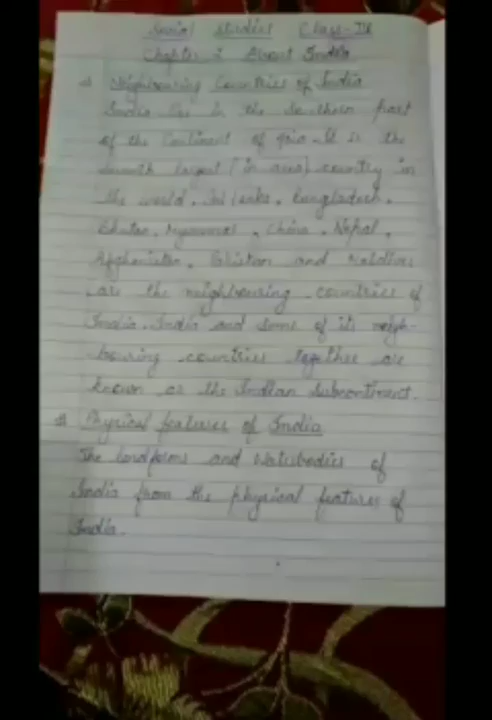 Social Studies Class-III
Chapter 2 About India
Neighbouring Countries of India
India lies in the Southern part
of the Continent of Asia. It is the
seventh largest (in area) country in
the world. Sri lanka, Bangladesh,
Bhutan, Myanmar, China, Nepal,
Afghanistan, Pakistan and Maldives
are the neighbouring countries of
India. India and some of its neigh-
bouring countries together are
known as the Indian subcontinent.
Physical features of India
The landforms and Waterbodies of
India from the physical features of
India.